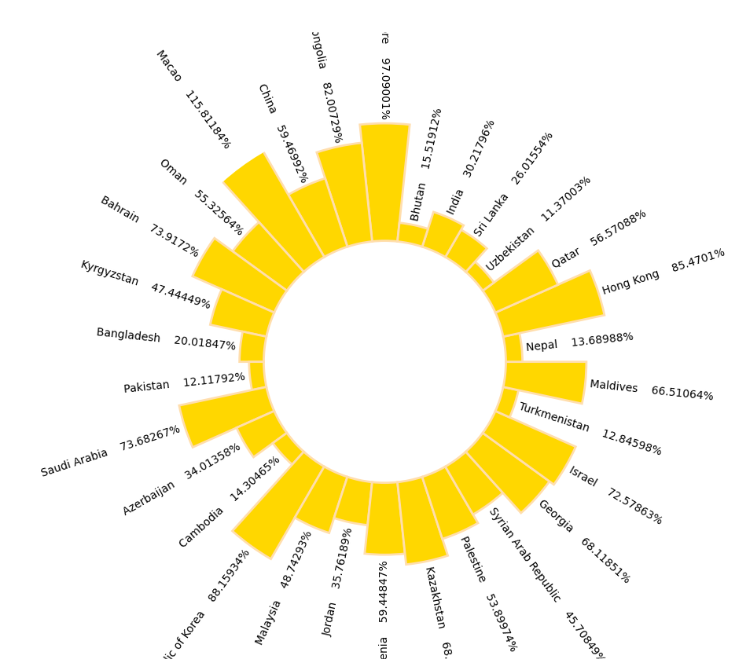 re 97.09001%
Bhutan 15.51912%
India 30.21796%
Sri Lanka 26.01554%
Uzbekistan 11.37003%
Qatar 56.57088%
Hong Kong 85.4701%
Nepal 13.68988%
Maldives 66.51064%
Turkmenistan 12.84598%
Israel 72.57863%
Georgia 68.11851%
Syrian Arab Republic 45.70849%
Palestine 53.89974%
Kazakhstan 68.
enia 59.44847%
Jordan 35.76189%
Malaysia 48.74293%
lic of Korea 88.15934%
Cambodia 14.30465%
Azerbaijan 34.01358%
Saudi Arabia 73.68267%
Pakistan 12.11792%
Bangladesh 20.01847%
Kyrgyzstan 47.44449%
Bahrain 73.9172%
Oman 55.32564%
Macao 115.81184%
China 59.46992%
ongolia 82.00729%